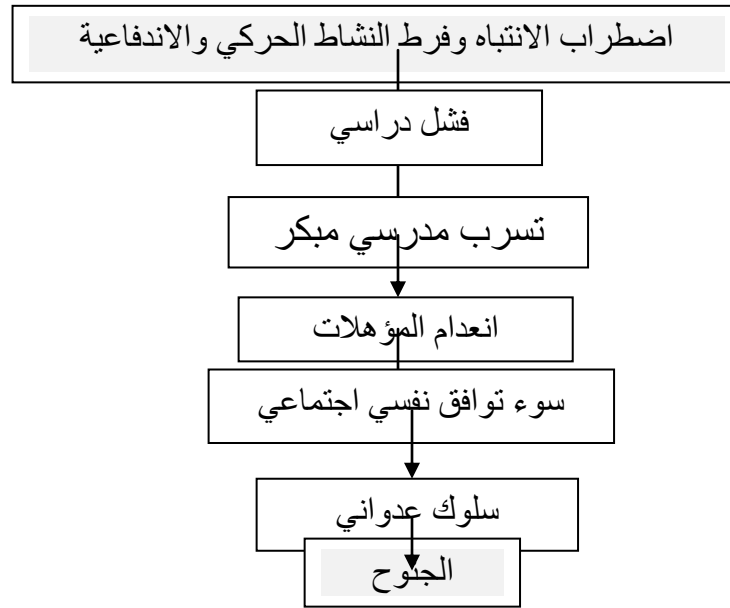 اضطراب الانتباه وفرط النشاط الحركي والاندفاعية
فشل دراسي
تسرب مدرسي مبكر
انعدام المؤهلات
سوء توافق نفسي اجتماعي
سلوك عدواني
الجنوح